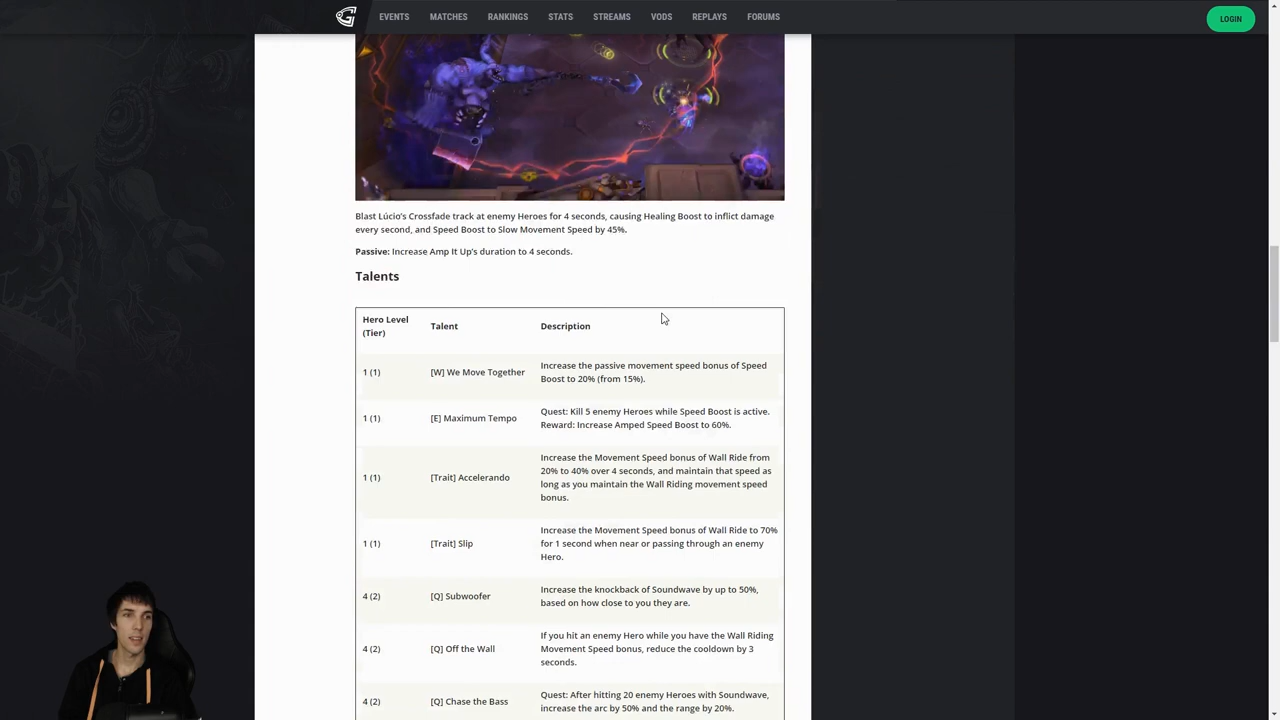 EVENTS MATCHES RANKINGS STATS STREAMS VODS REPLAYS FORUMS LOGIN
Blast Lúcio's Crossfade track at enemy Heroes for 4 seconds, causing Healing Boost to inflict damage
every second, and Speed Boost to Slow Movement Speed by 45%.
Passive: Increase Amp It Up's duration to 4 seconds.
Talents
Hero Level
(Tier)
Talent
Description
1 (1)
[W] We Move Together
Increase the passive movement speed bonus of Speed
Boost to 20% (from 15%).
1 (1)
[E] Maximum Tempo
Quest: Kill 5 enemy Heroes while Speed Boost is active.
Reward: Increase Amped Speed Boost to 60%.
1 (1)
[Trait] Accelerando
Increase the Movement Speed bonus of Wall Ride from
20% to 40% over 4 seconds, and maintain that speed as
long as you maintain the Wall Riding movement speed
bonus.
1 (1)
[Trait] Slip
Increase the Movement Speed bonus of Wall Ride to 70%
for 1 second when near or passing through an enemy
Hero.
4 (2)
[Q] Subwoofer
Increase the knockback of Soundwave by up to 50%,
based on how close to you they are.
4 (2)
[Q] Off the Wall
If you hit an enemy Hero while you have the Wall Riding
Movement Speed bonus, reduce the cooldown by 3
seconds.
4 (2)
[Q] Chase the Bass
Quest: After hitting 20 enemy Heroes with Soundwave,
increase the arc by 50% and the range by 20%.